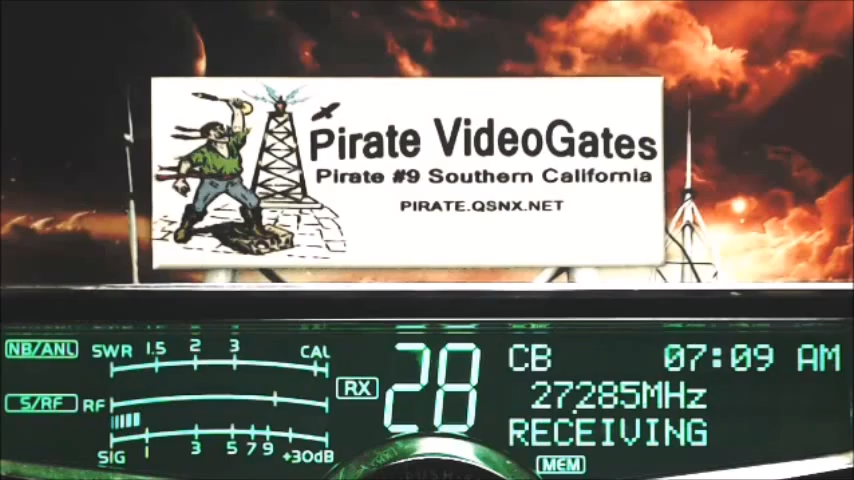 Pirate VideoGates
Pirate #9 Southern California
PIRATE.QSNX.NET
NB/ANL SWR 1.5 2 3 CAL
28
CB 07:09 AM
S/RF RF
RX
27285MHz
RECEIVING
SIG 1 3 5 7 9 +30dB
MEM